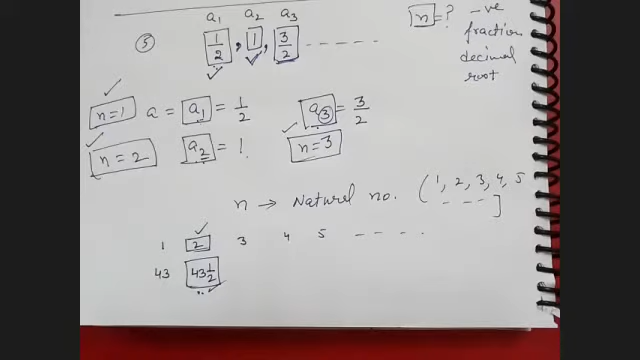 a₁ a₂ a₃
⑤ 1/2, 1, 3/2 ------
n=? -ve
fraction
decimal
root
n=1 a = a₁ = 1/2 a₃ = 3/2
n=2 a₂ = 1 n=3
n → Natural no. (1, 2, 3, 4, 5
- - - -]
1 2 3 4 5 - - - -
43 43 1/2